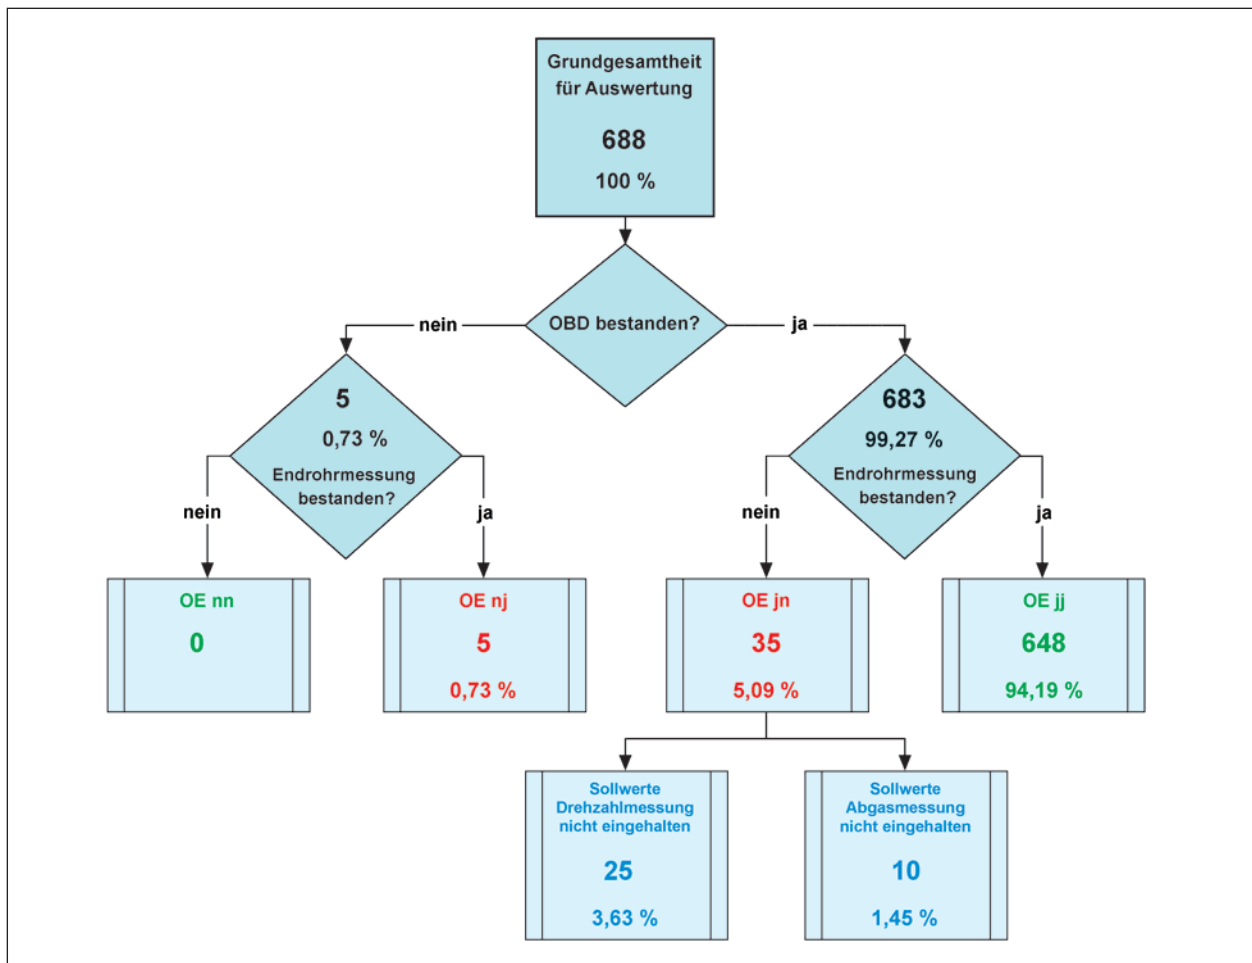 Grundgesamtheit
für Auswertung
688
100 %
OBD bestanden?
nein
ja
5
0,73 %
Endrohrmessung
bestanden?
683
99,27 %
Endrohrmessung
bestanden?
nein
ja
nein
ja
OE nn
0
OE nj
5
0,73 %
OE jn
35
5,09 %
OE jj
648
94,19 %
Sollwerte
Drehzahlmessung
nicht eingehalten
25
3,63 %
Sollwerte
Abgasmessung
nicht eingehalten
10
1,45 %